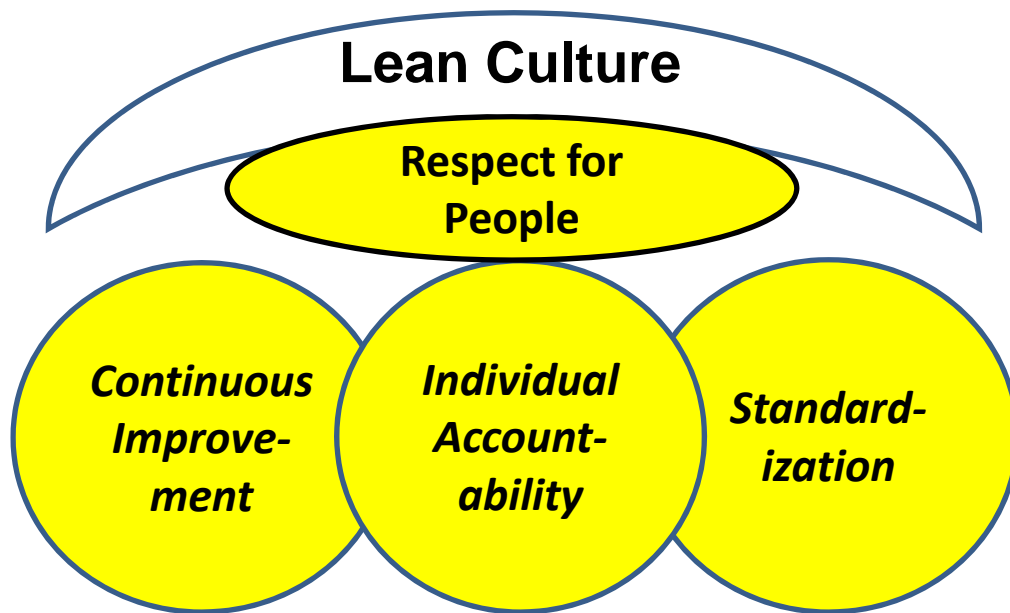 Lean Culture
Respect for
People
Continuous
Improve-
ment
Individual
Account-
ability
Standard-
ization